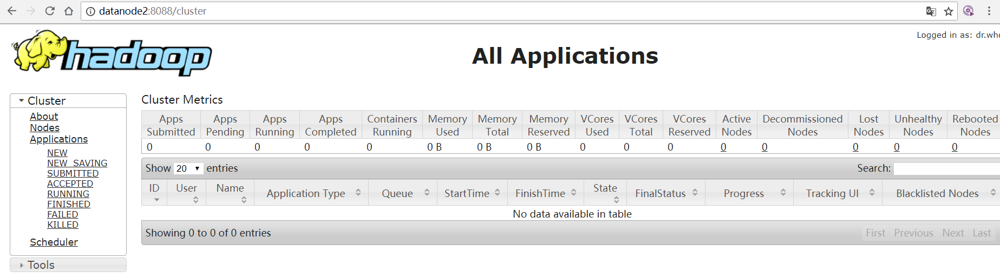 datanode2:8088/cluster
hadoop
Logged in as: dr.who
All Applications
Cluster
About
Nodes
Applications
NEW
NEW_SAVING
SUBMITTED
ACCEPTED
RUNNING
FINISHED
FAILED
KILLED
Scheduler
Tools
Cluster Metrics
Apps Submitted Apps Pending Apps Running Apps Completed Containers Running Memory Used Memory Total Memory Reserved VCores Used VCores Total VCores Reserved Active Nodes Decommissioned Nodes Lost Nodes Unhealthy Nodes Rebooted Nodes
0 0 0 0 0 0 B 0 B 0 B 0 0 0 0 0 0 0 0
Show 20 entries Search:
ID User Name Application Type Queue StartTime FinishTime State FinalStatus Progress Tracking UI Blacklisted Nodes
No data available in table
Showing 0 to 0 of 0 entries First Previous Next Last